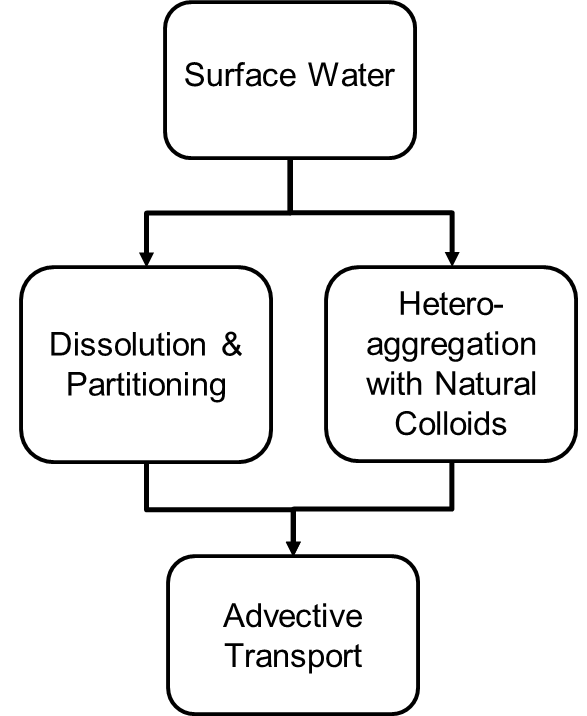 Surface Water
Dissolution &
Partitioning
Hetero-
aggregation
with Natural
Colloids
Advective
Transport